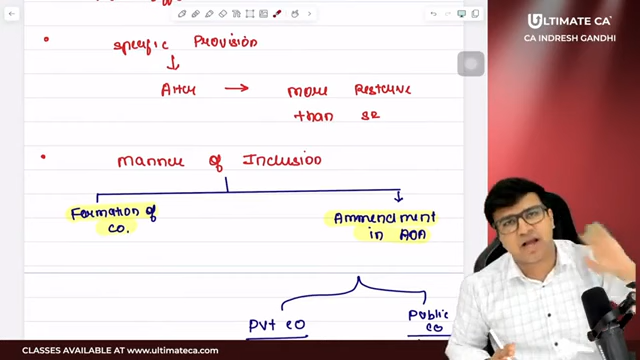 ULTIMATE CA
CA INDRESH GANDHI
• specific Provision
↓
Alter → more Restrictive
than SR
• manner of Inclusion
Formation of
co.
Ammendment
in AOA
Pvt co
Public
co
CLASSES AVAILABLE AT www.ultimateca.com